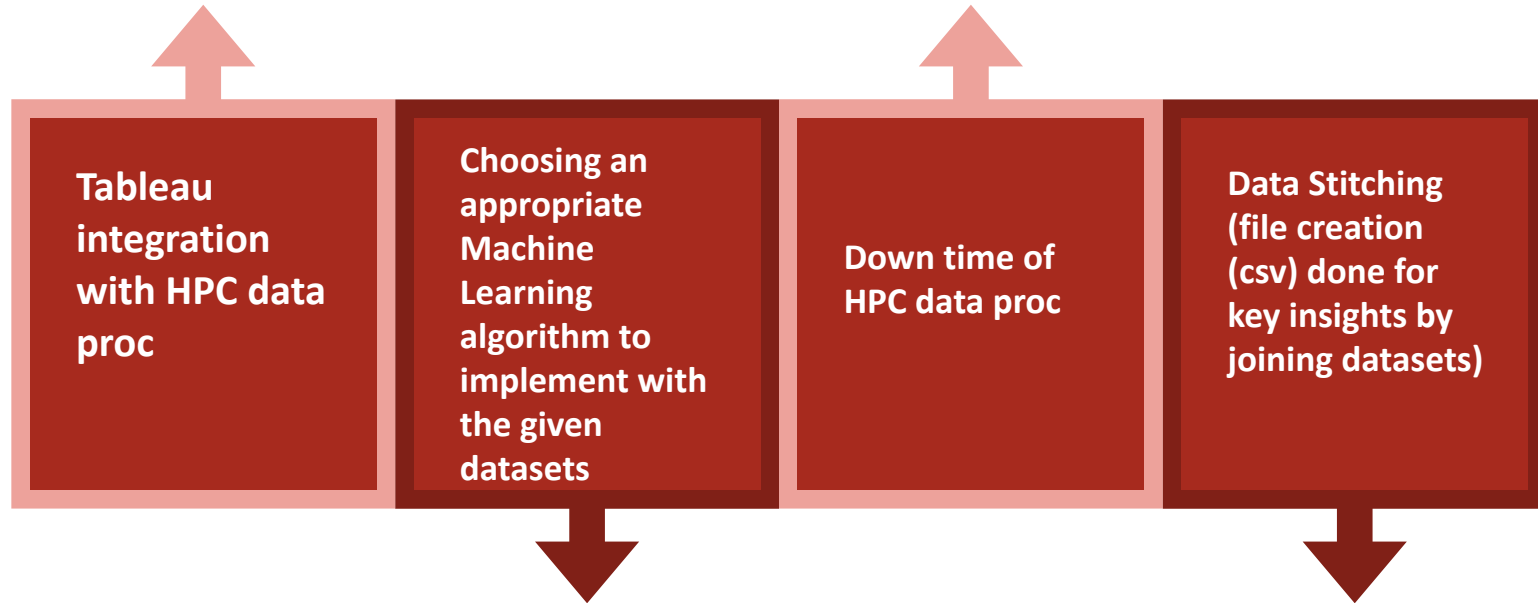 Tableau
integration
with HPC data
proc
Choosing an
appropriate
Machine
Learning
algorithm to
implement with
the given
datasets
Down time of
HPC data proc
Data Stitching
(file creation
(csv) done for
key insights by
joining datasets)